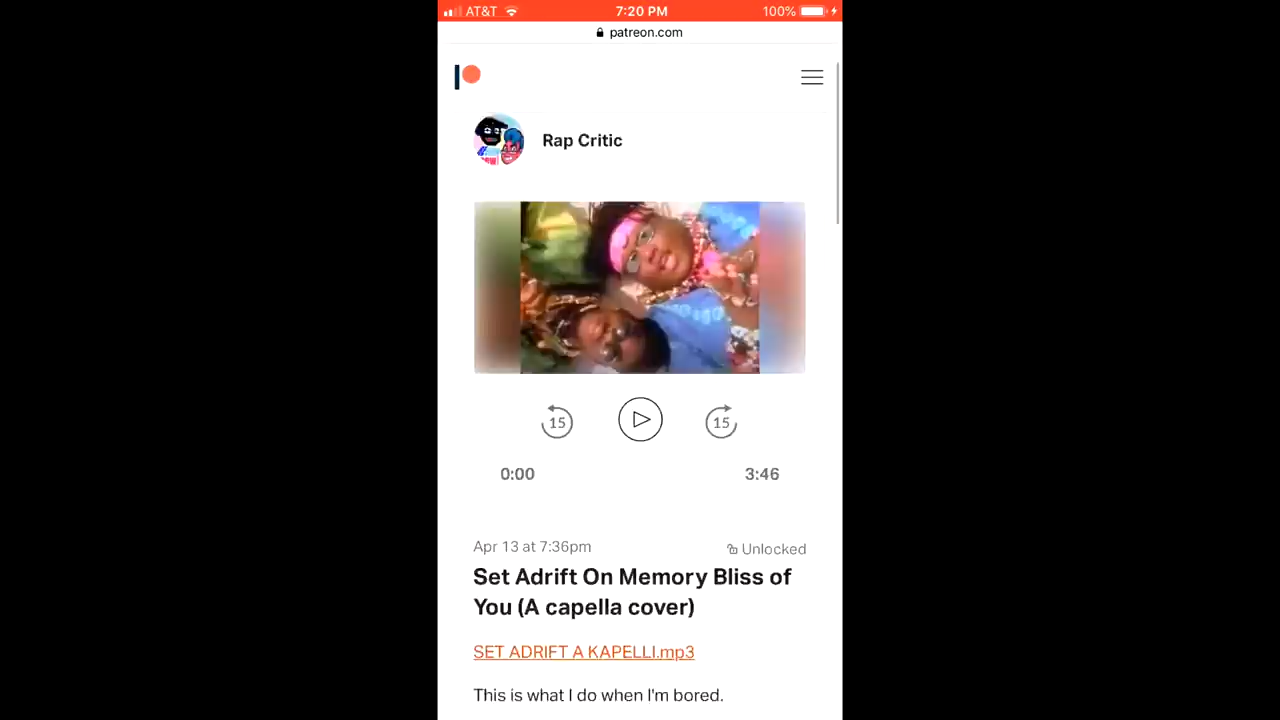 AT&T 7:20 PM 100%
patreon.com
Rap Critic
15 15
0:00 3:46
Apr 13 at 7:36pm Unlocked
Set Adrift On Memory Bliss of
You (A capella cover)
SET ADRIFT A KAPELLI.mp3
This is what I do when I'm bored.